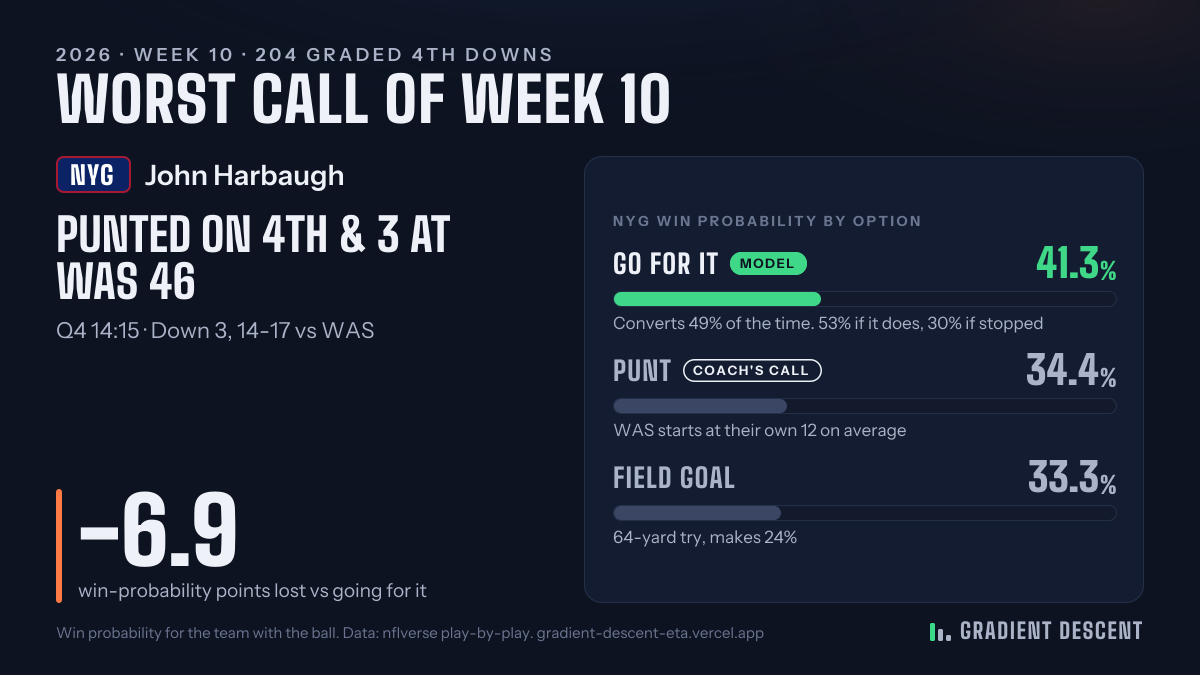 2026 · WEEK 10 · 204 GRADED 4TH DOWNS
WORST CALL OF WEEK 10
NYG John Harbaugh
PUNTED ON 4TH & 3 AT
WAS 46
Q4 14:15 · Down 3, 14-17 vs WAS
-6.9
win-probability points lost vs going for it
NYG WIN PROBABILITY BY OPTION
GO FOR IT MODEL 41.3%
Converts 49% of the time. 53% if it does, 30% if stopped
PUNT COACH'S CALL 34.4%
WAS starts at their own 12 on average
FIELD GOAL 33.3%
64-yard try, makes 24%
Win probability for the team with the ball. Data: nflverse play-by-play. gradient-descent-eta.vercel.app
GRADIENT DESCENT